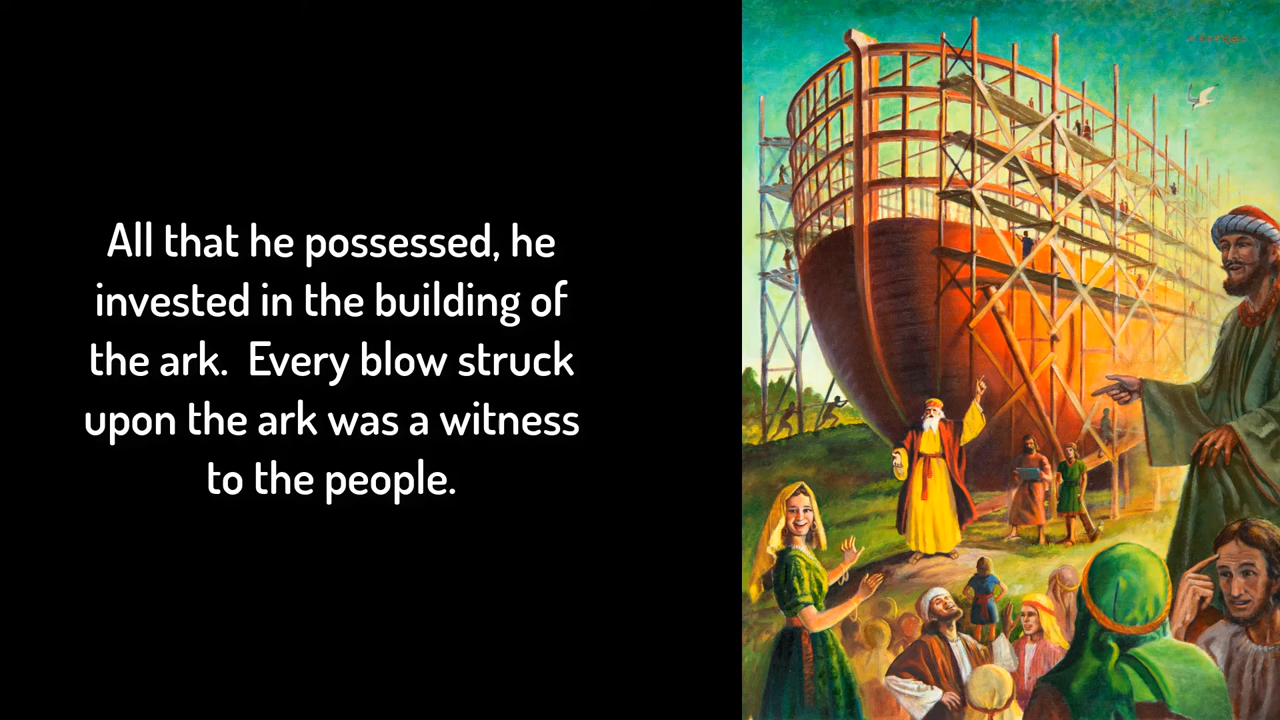 All that he possessed, he
invested in the building of
the ark.  Every blow struck
upon the ark was a witness
to the people.